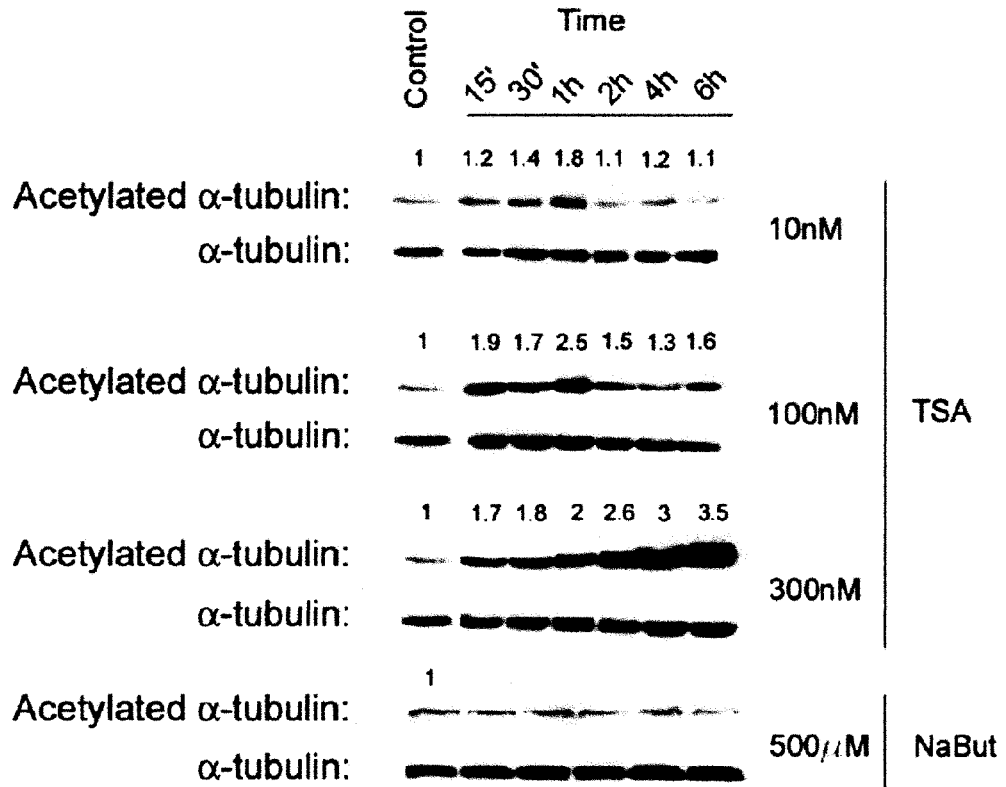 Control
Time
15' 30' 1h 2h 4h 6h
1 1.2 1.4 1.8 1.1 1.2 1.1
Acetylated α-tubulin:
α-tubulin:
10nM
1 1.9 1.7 2.5 1.5 1.3 1.6
Acetylated α-tubulin:
α-tubulin:
100nM
TSA
1 1.7 1.8 2 2.6 3 3.5
Acetylated α-tubulin:
α-tubulin:
300nM
1
Acetylated α-tubulin:
α-tubulin:
500μM
NaBut